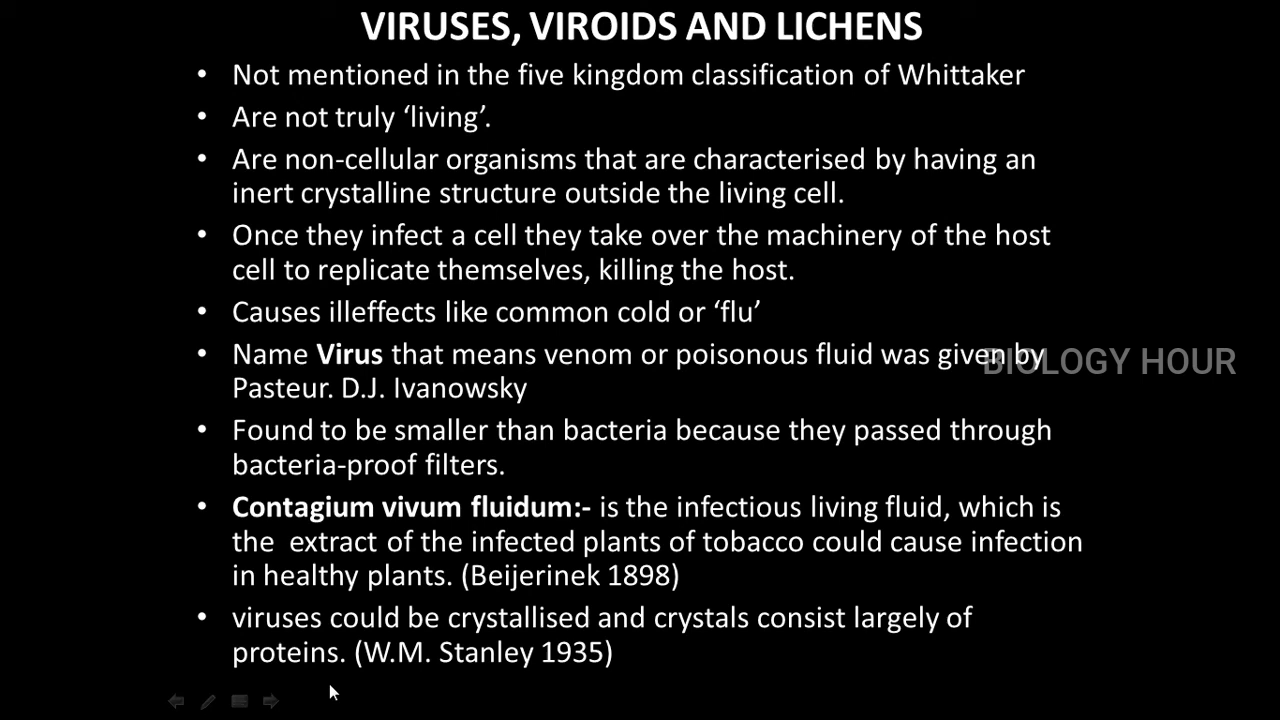 VIRUSES, VIROIDS AND LICHENS
• Not mentioned in the five kingdom classification of Whittaker
• Are not truly ‘living’.
• Are non-cellular organisms that are characterised by having an
inert crystalline structure outside the living cell.
• Once they infect a cell they take over the machinery of the host
cell to replicate themselves, killing the host.
• Causes illeffects like common cold or ‘flu’
• Name Virus that means venom or poisonous fluid was given by
BIOLOGY HOUR
Pasteur. D.J. Ivanowsky
• Found to be smaller than bacteria because they passed through
bacteria-proof filters.
• Contagium vivum fluidum:- is the infectious living fluid, which is
the extract of the infected plants of tobacco could cause infection
in healthy plants. (Beijerinek 1898)
• viruses could be crystallised and crystals consist largely of
proteins. (W.M. Stanley 1935)